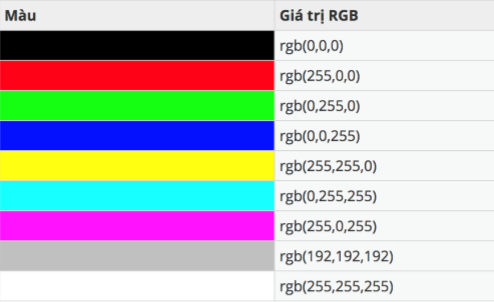 Màu Giá trị RGB
rgb(0,0,0)
rgb(255,0,0)
rgb(0,255,0)
rgb(0,0,255)
rgb(255,255,0)
rgb(0,255,255)
rgb(255,0,255)
rgb(192,192,192)
rgb(255,255,255)